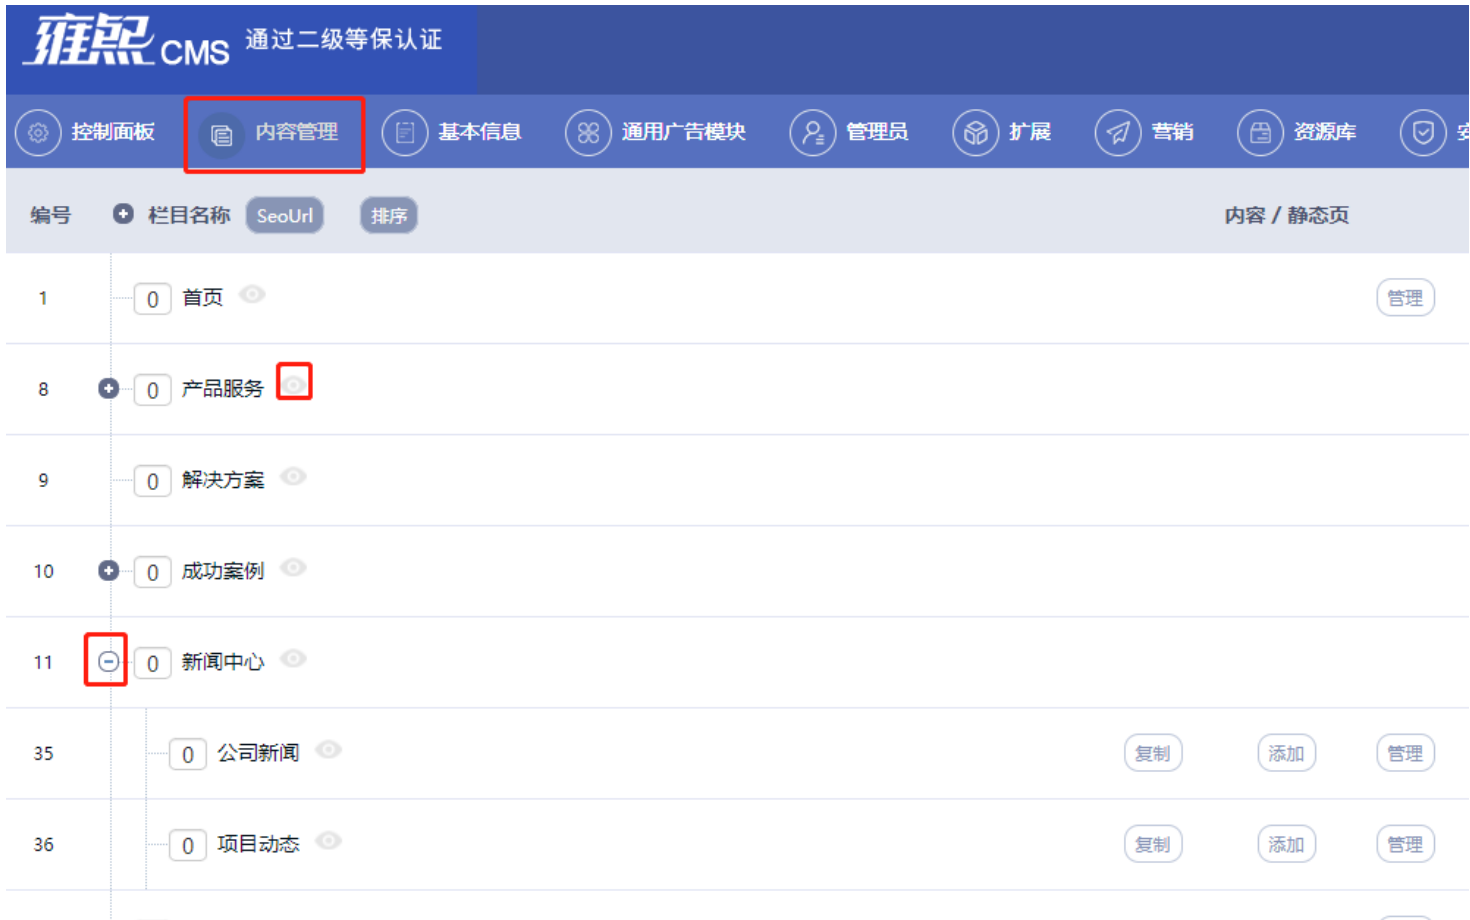 雍熙CMS 通过二级等保认证
控制面板 内容管理 基本信息 通用广告模块 管理员 扩展 营销 资源库
编号 栏目名称 SeoUrl 排序 内容 / 静态页
1 0 首页 管理
8 0 产品服务
9 0 解决方案
10 0 成功案例
11 0 新闻中心
35 0 公司新闻 复制 添加 管理
36 0 项目动态 复制 添加 管理